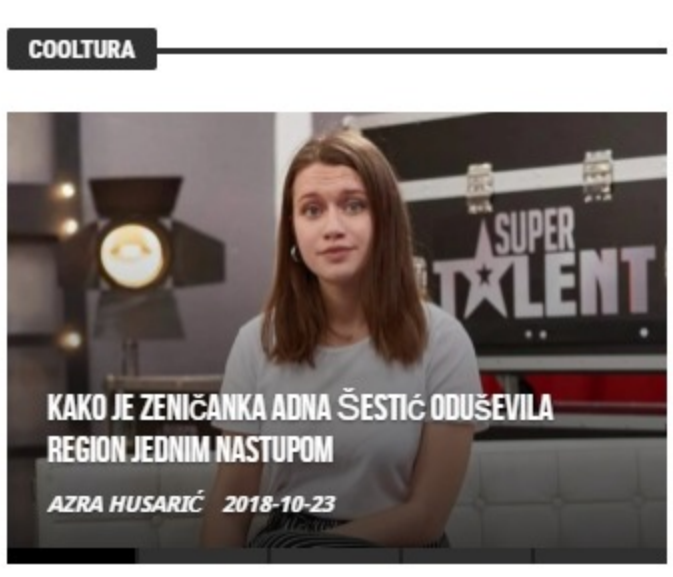 COOLTURA
SUPER
TALENT
KAKO JE ZENIČANKA ADNA ŠESTIĆ ODUŠEVILA
REGION JEDNIM NASTUPOM
AZRA HUSARIĆ 2018-10-23